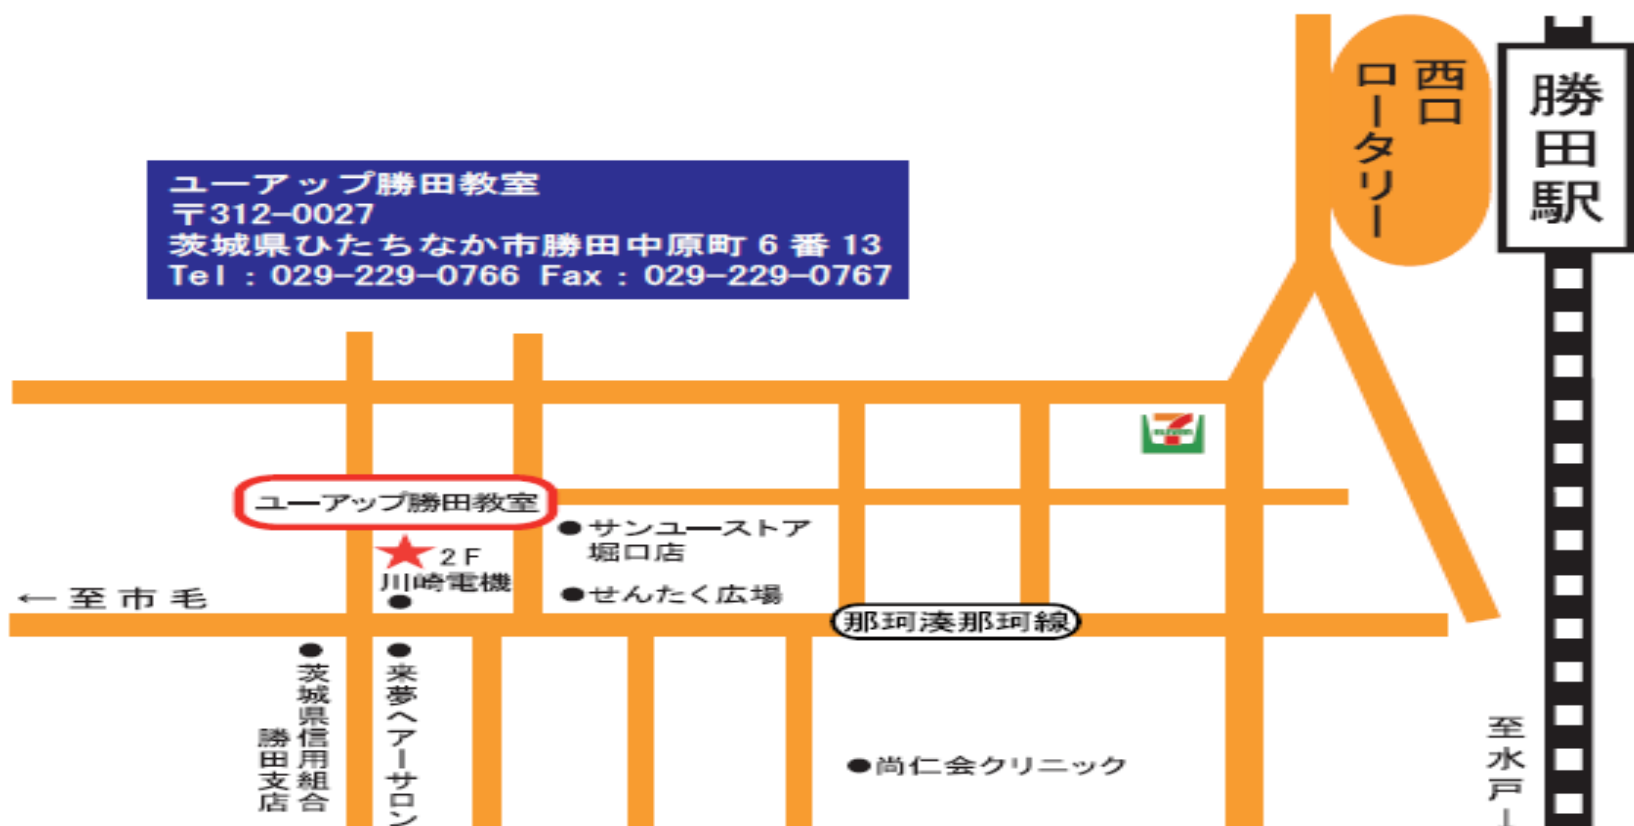 ユーアップ勝田教室
〒312-0027
茨城県ひたちなか市勝田中原町 6 番 13
Tel : 029-229-0766 Fax : 029-229-0767
西口
ロータリー
勝田駅
ユーアップ勝田教室
2F
川崎電機
サンユーストア
堀口店
せんたく広場
←至市毛
那珂湊那珂線
茨城県信用組合
勝田支店
来夢ヘアーサロン
尚仁会クリニック
至水戸